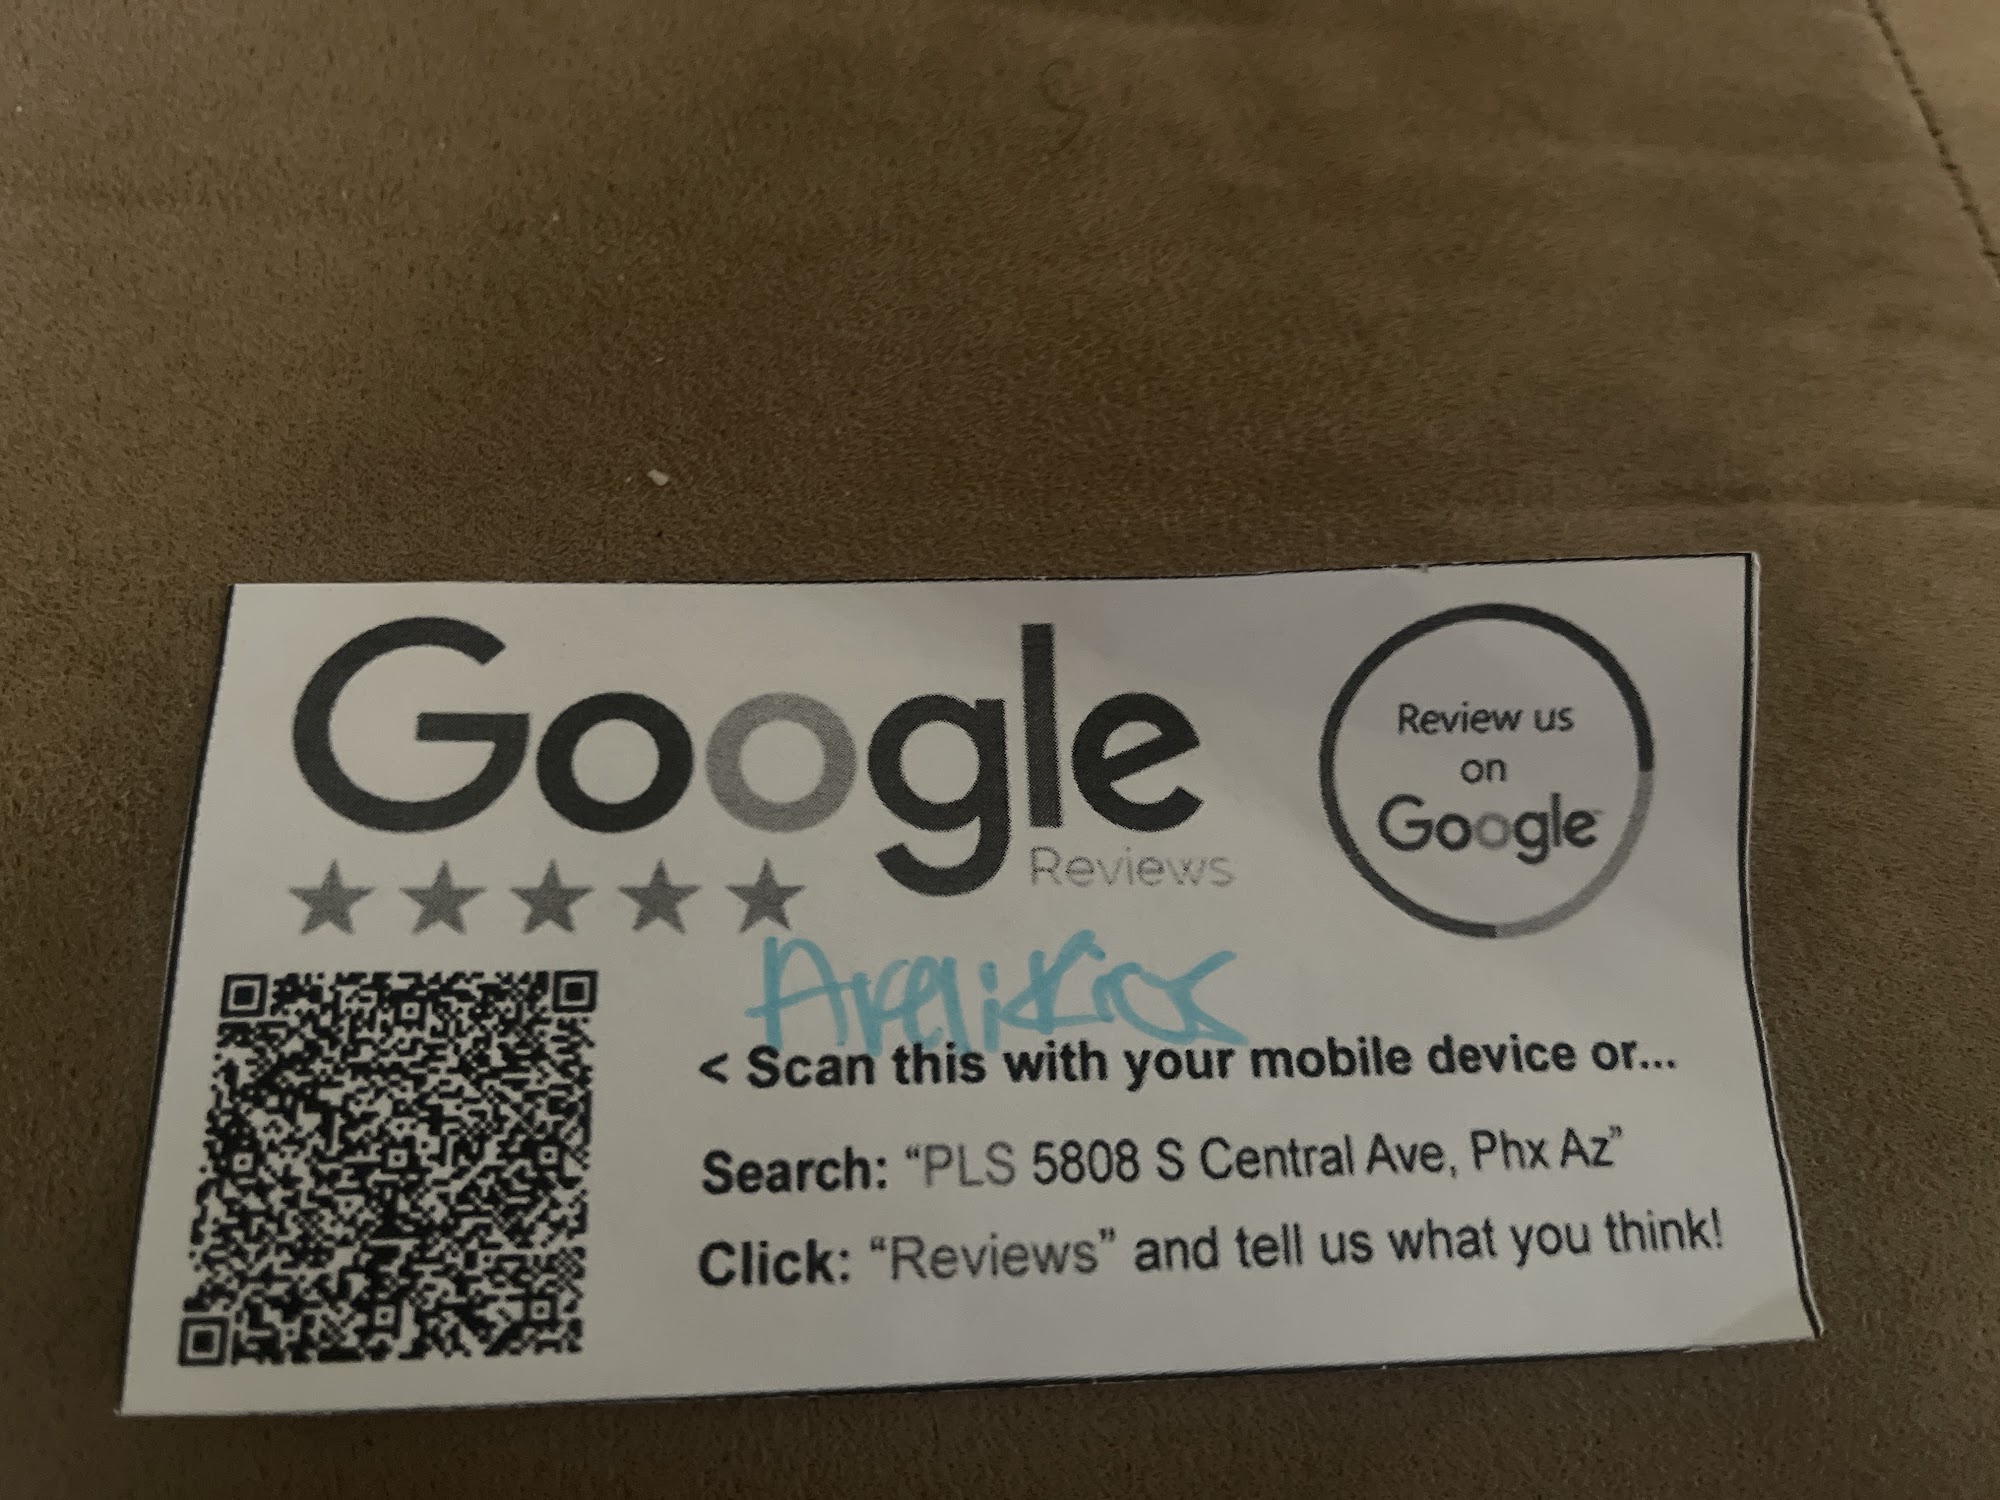 Google
Reviews
Review us
on
Google
< Scan this with your mobile device or...
Search: “PLS 5808 S Central Ave, Phx Az”
Click: “Reviews” and tell us what you think!